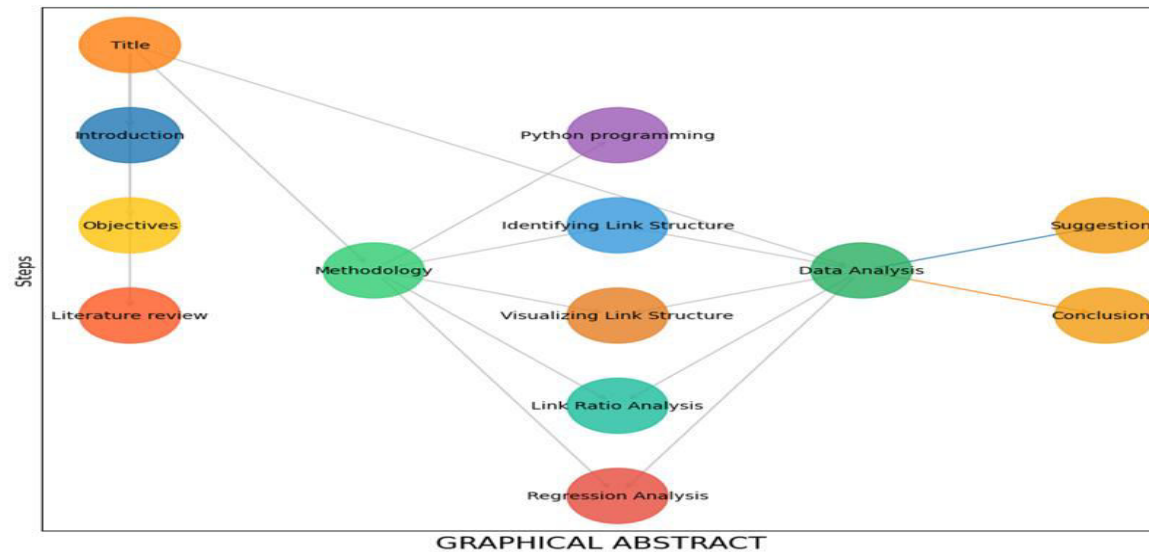 Title
Introduction
Python programming
Objectives
Identifying Link Structure
Suggestion
Methodology
Data Analysis
Steps
Literature review
Visualizing Link Structure
Conclusion
Link Ratio Analysis
Regression Analysis
GRAPHICAL ABSTRACT